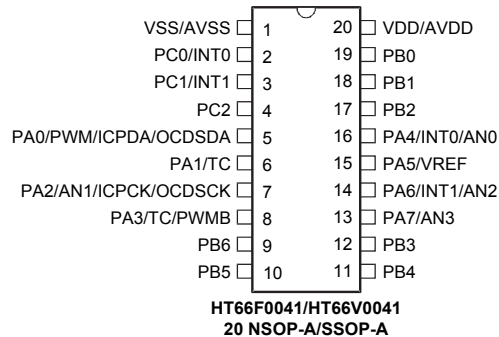 VSS/AVSS 1 20 VDD/AVDD
PC0/INT0 2 19 PB0
PC1/INT1 3 18 PB1
PC2 4 17 PB2
PA0/PWM/ICPDA/OCDSDA 5 16 PA4/INT0/AN0
PA1/TC 6 15 PA5/VREF
PA2/AN1/ICPCK/OCDSCK 7 14 PA6/INT1/AN2
PA3/TC/PWMB 8 13 PA7/AN3
PB6 9 12 PB3
PB5 10 11 PB4
HT66F0041/HT66V0041
20 NSOP-A/SSOP-A